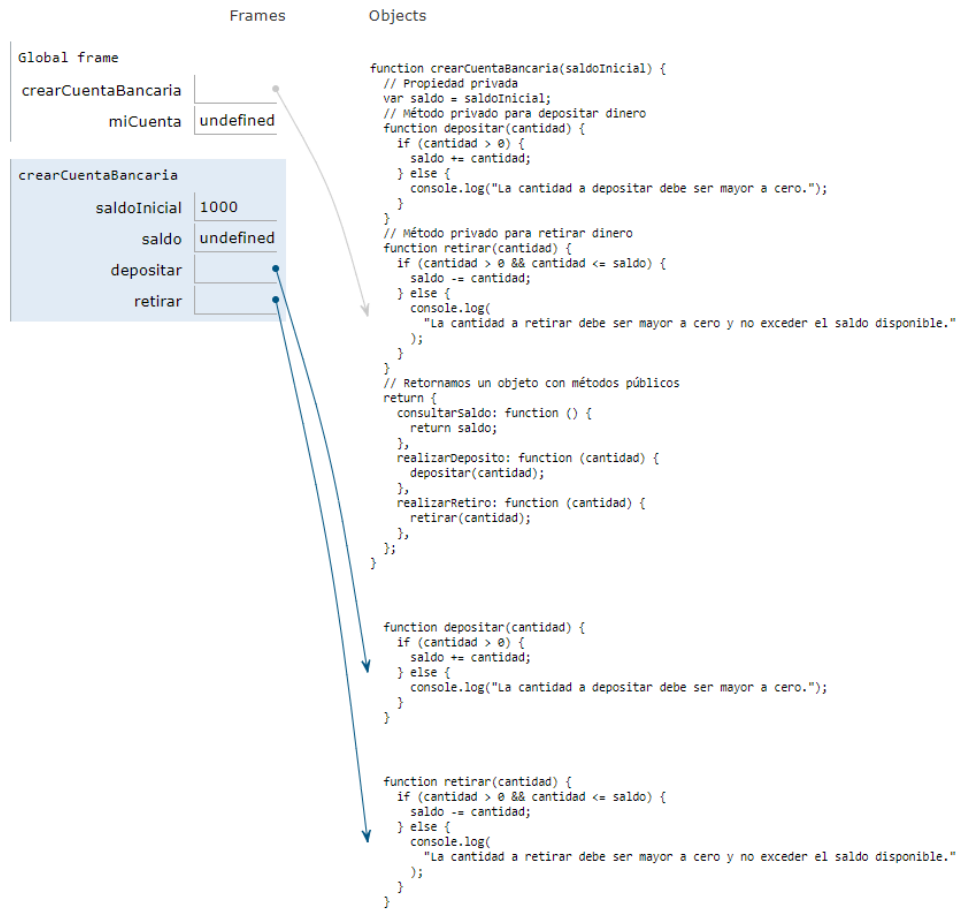 Frames Objects
Global frame
crearCuentaBancaria
miCuenta undefined
crearCuentaBancaria
saldoInicial 1000
saldo undefined
depositar
retirar
function crearCuentaBancaria(saldoInicial) {
  // Propiedad privada
  var saldo = saldoInicial;
  // Método privado para depositar dinero
  function depositar(cantidad) {
    if (cantidad > 0) {
      saldo += cantidad;
    } else {
      console.log("La cantidad a depositar debe ser mayor a cero.");
    }
  }
  // Método privado para retirar dinero
  function retirar(cantidad) {
    if (cantidad > 0 && cantidad <= saldo) {
      saldo -= cantidad;
    } else {
      console.log(
        "La cantidad a retirar debe ser mayor a cero y no exceder el saldo disponible."
      );
    }
  }
  // Retornamos un objeto con métodos públicos
  return {
    consultarSaldo: function () {
      return saldo;
    },
    realizarDeposito: function (cantidad) {
      depositar(cantidad);
    },
    realizarRetiro: function (cantidad) {
      retirar(cantidad);
    },
  };
}
function depositar(cantidad) {
    if (cantidad > 0) {
      saldo += cantidad;
    } else {
      console.log("La cantidad a depositar debe ser mayor a cero.");
    }
  }
function retirar(cantidad) {
    if (cantidad > 0 && cantidad <= saldo) {
      saldo -= cantidad;
    } else {
      console.log(
        "La cantidad a retirar debe ser mayor a cero y no exceder el saldo disponible."
      );
    }
  }